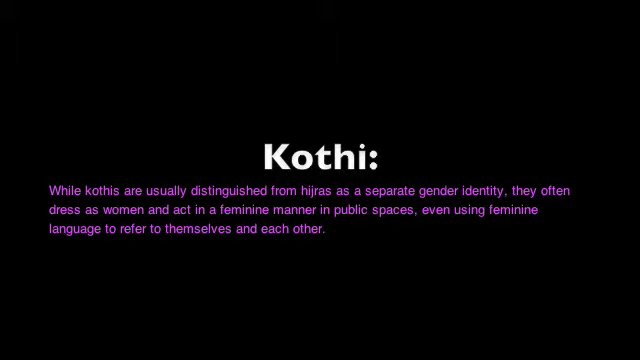 Kothi:
While kothis are usually distinguished from hijras as a separate gender identity, they often
dress as women and act in a feminine manner in public spaces, even using feminine
language to refer to themselves and each other.